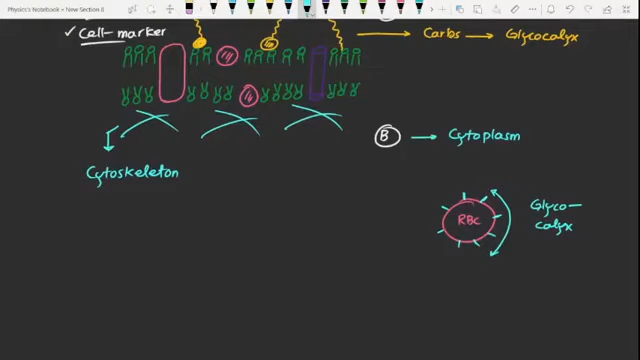 Physics's Notebook » New Section 8
✓ Cell-marker
Carbs → Glycocalyx
B → Cytoplasm
Cytoskeleton
RBC
Glyco-
calyx